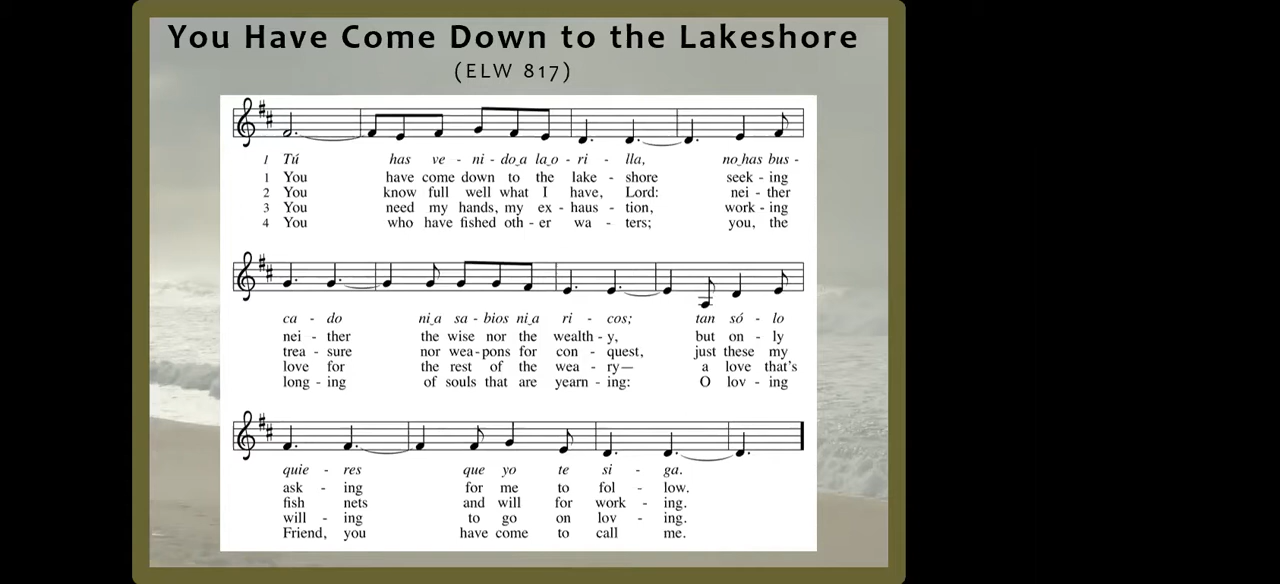 You Have Come Down to the Lakeshore
(ELW 817)
1 Tú has ve - ni - do a la o - ri - lla, no has bus -
1 You have come down to the lake - shore seek - ing
2 You know full well what I have, Lord: nei - ther
3 You need my hands, my ex - haus - tion, work - ing
4 You who have fished oth - er wa - ters; you, the
ca - do ni a sa - bios ni a ri - cos; tan só - lo
nei - ther the wise nor the wealth - y, but on - ly
trea - sure nor wea - pons for con - quest, just these my
love for the rest of the wea - ry— a love that's
long - ing of souls that are yearn - ing: O lov - ing
quie - res que yo te si - ga.
ask - ing for me to fol - low.
fish nets and will for work - ing.
will - ing to go on lov - ing.
Friend, you have come to call me.